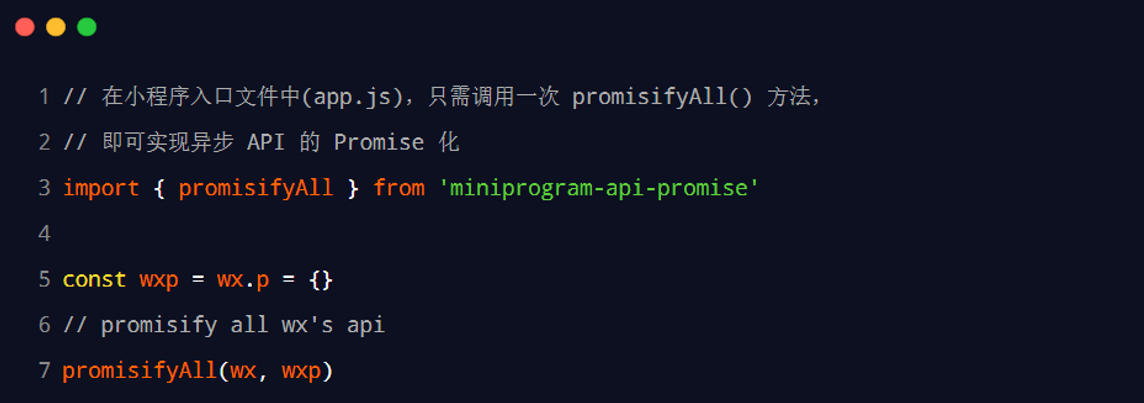 1 // 在小程序入口文件中(app.js)，只需调用一次 promisifyAll() 方法，
2 // 即可实现异步 API 的 Promise 化
3 import { promisifyAll } from 'miniprogram-api-promise'
4
5 const wxp = wx.p = {}
6 // promisify all wx's api
7 promisifyAll(wx, wxp)